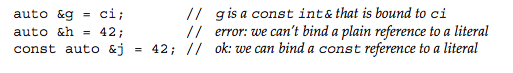 auto &g = ci; // g is a const int& that is bound to ci
auto &h = 42; // error: we can't bind a plain reference to a literal
const auto &j = 42; // ok: we can bind a const reference to a literal